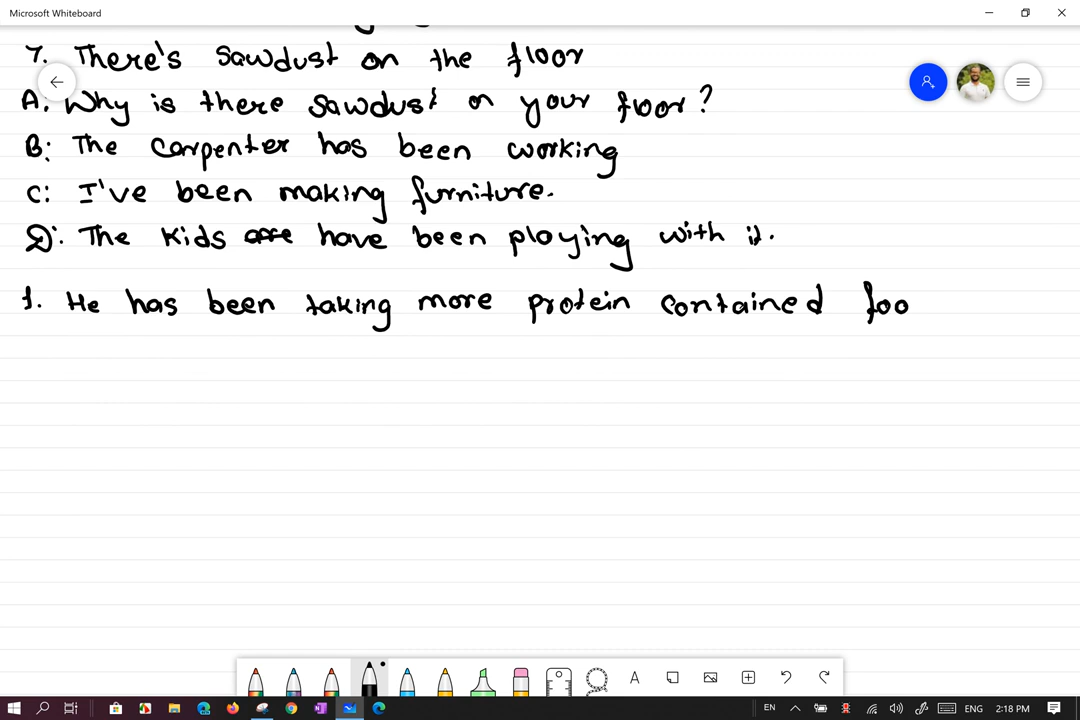 Microsoft Whiteboard
7. There's sawdust on the floor
A. Why is there sawdust on your floor?
B: The carpenter has been working
C: I've been making furniture.
D: The kids are have been playing with it.
1. He has been taking more protein contained foo
A
EN
ENG 2:18 PM